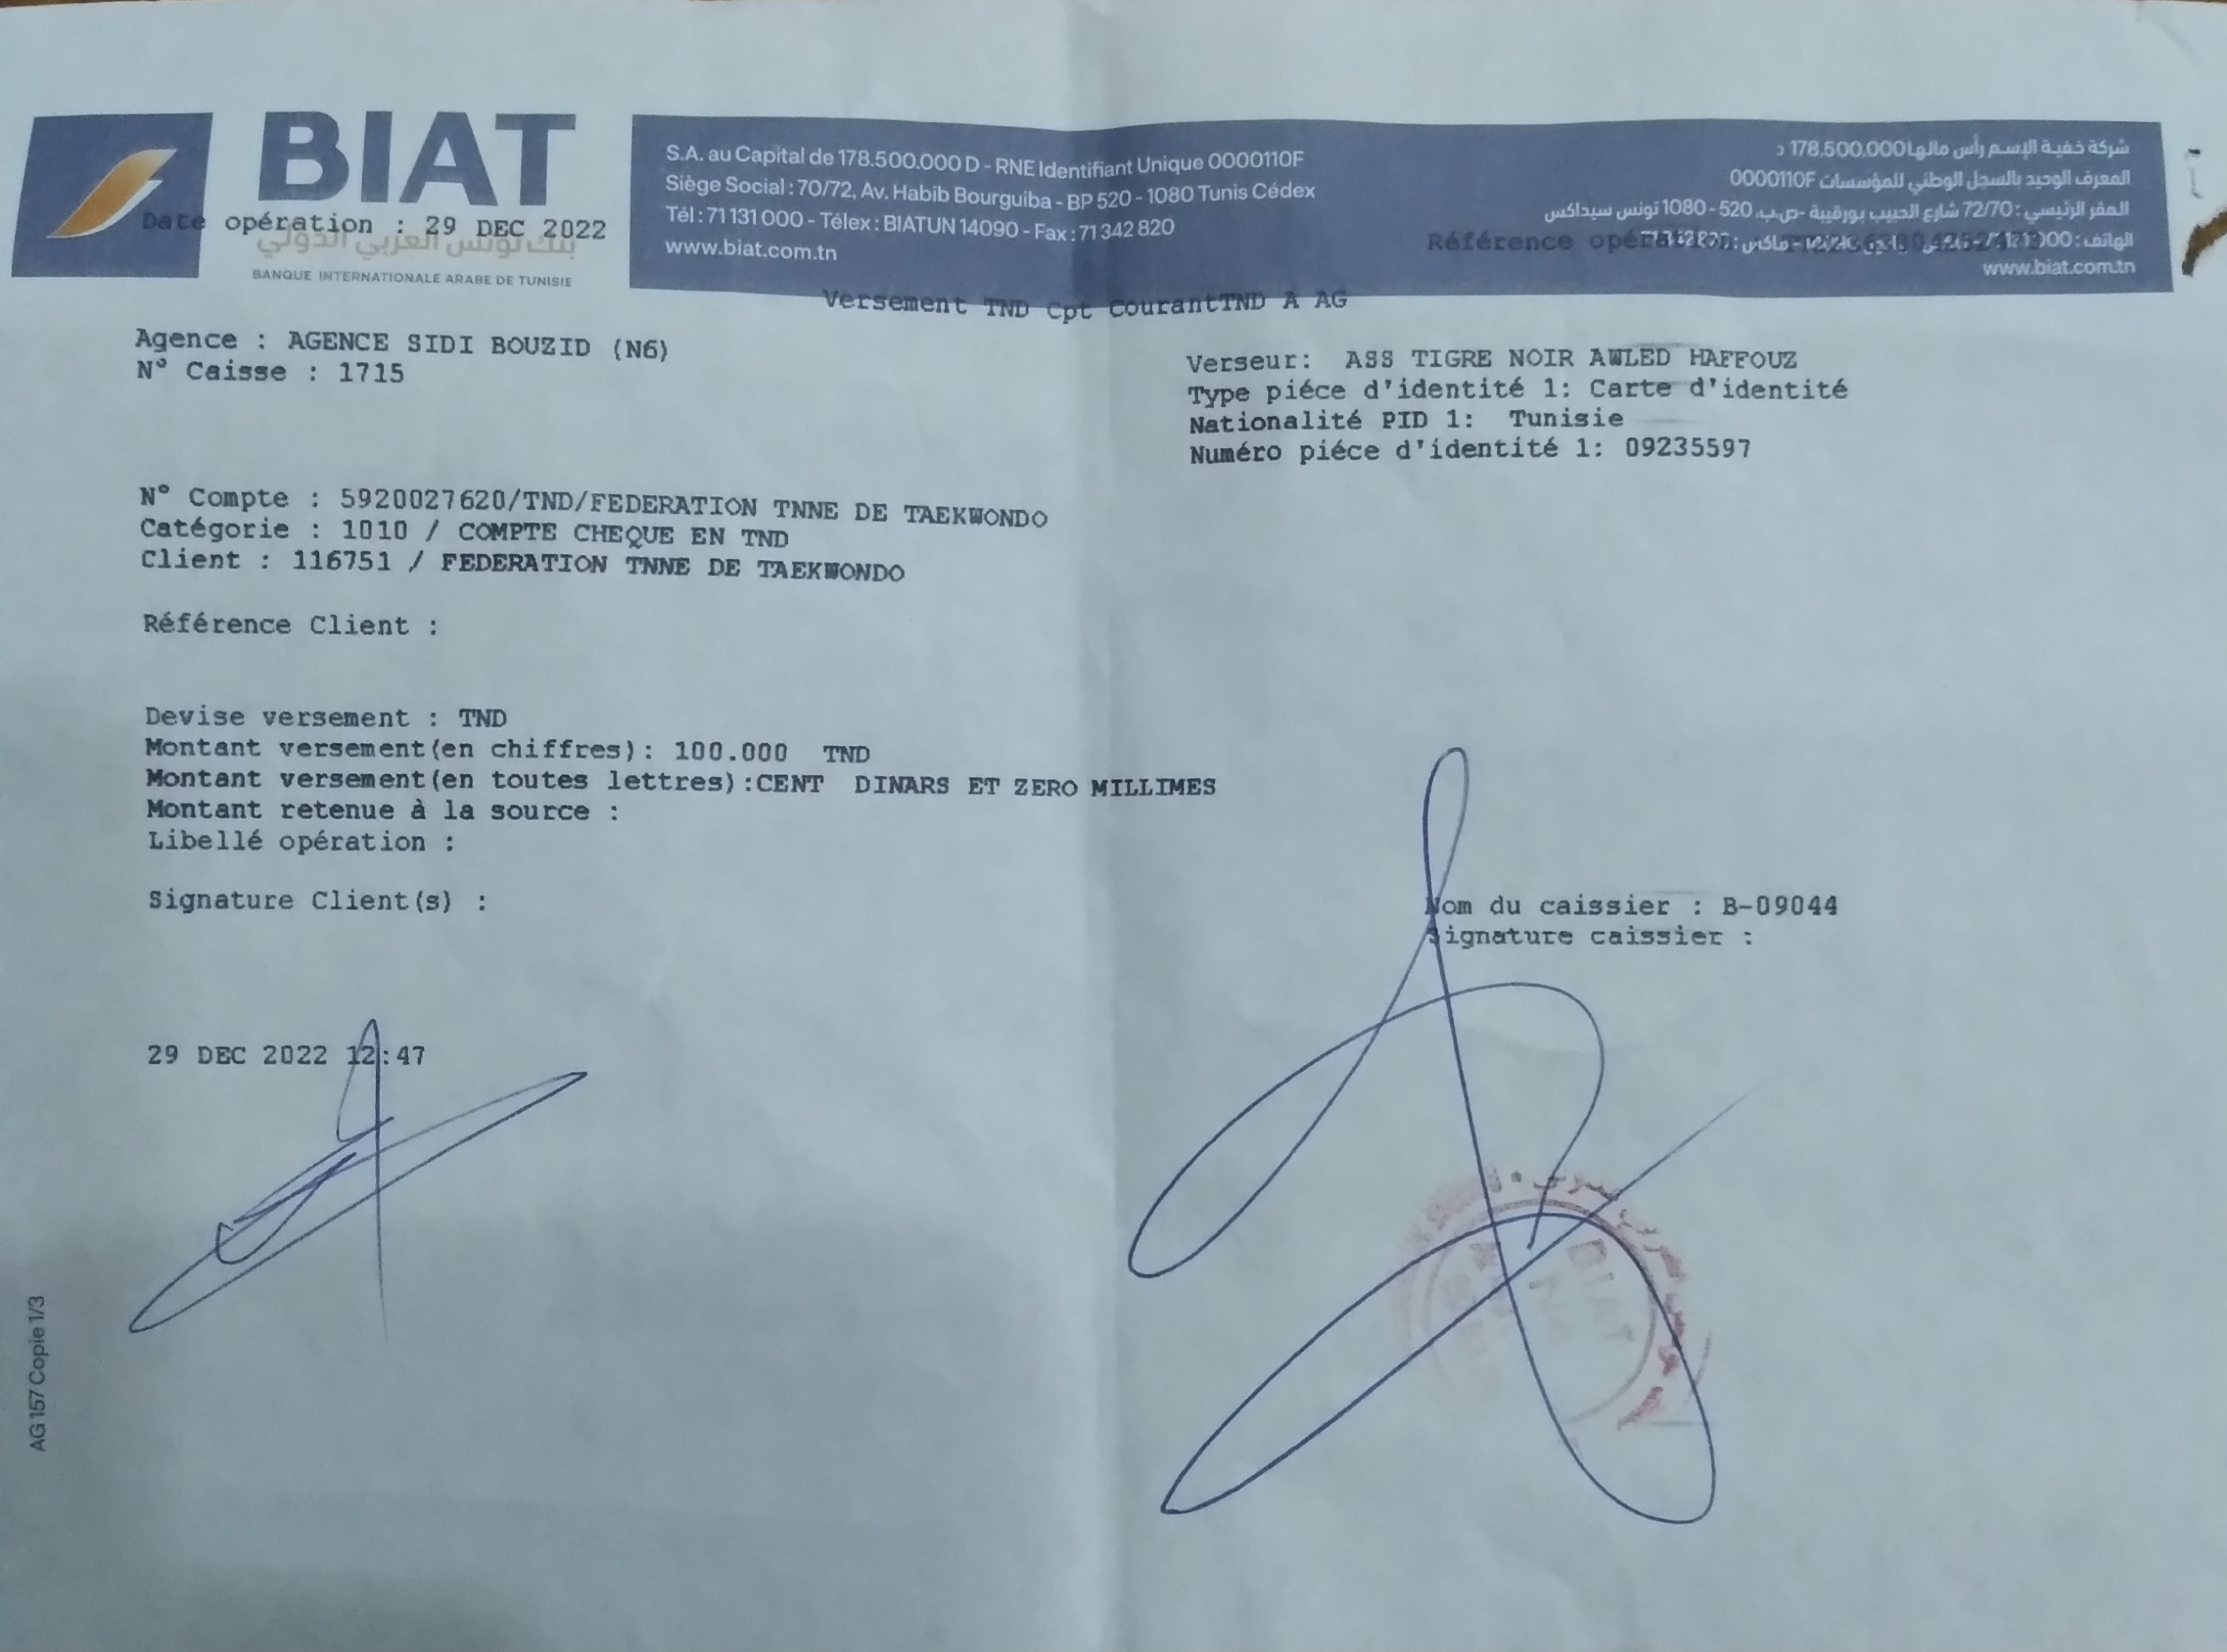 BIAT
بنك تونس العربي الدولي
BANQUE INTERNATIONALE ARABE DE TUNISIE
S.A. au Capital de 178.500.000 D - RNE Identifiant Unique 0000110F
Siège Social : 70/72, Av. Habib Bourguiba - BP 520 - 1080 Tunis Cédex
Tél : 71 131 000 - Télex : BIATUN 14090 - Fax : 71 342 820
www.biat.com.tn
شركة خفية الإسم رأس مالها 178.500.000 د
المعرف الوحيد بالسجل الوطني للمؤسسات 0000110F
المقر الرئيسي : 72/70 شارع الحبيب بورقيبة -ص.ب. 520 - 1080 تونس سيداكس
الهاتف :
www.biat.com.tn
Date opération : 29 DEC 2022
Référence opération
Versement TND Cpt CourantTND A AG
Agence : AGENCE SIDI BOUZID (N6)
N° Caisse : 1715
Verseur: ASS TIGRE NOIR AWLED HAFFOUZ
Type piéce d'identité 1: Carte d'identité
Nationalité PID 1: Tunisie
Numéro piéce d'identité 1: 09235597
N° Compte : 5920027620/TND/FEDERATION TNNE DE TAEKWONDO
Catégorie : 1010 / COMPTE CHEQUE EN TND
Client : 116751 / FEDERATION TNNE DE TAEKWONDO
Référence Client :
Devise versement : TND
Montant versement(en chiffres): 100.000 TND
Montant versement(en toutes lettres):CENT DINARS ET ZERO MILLIMES
Montant retenue à la source :
Libellé opération :
Signature Client(s) :
Nom du caissier : B-09044
Signature caissier :
29 DEC 2022 12:47
BIAT
AG 157 Copie 1/3